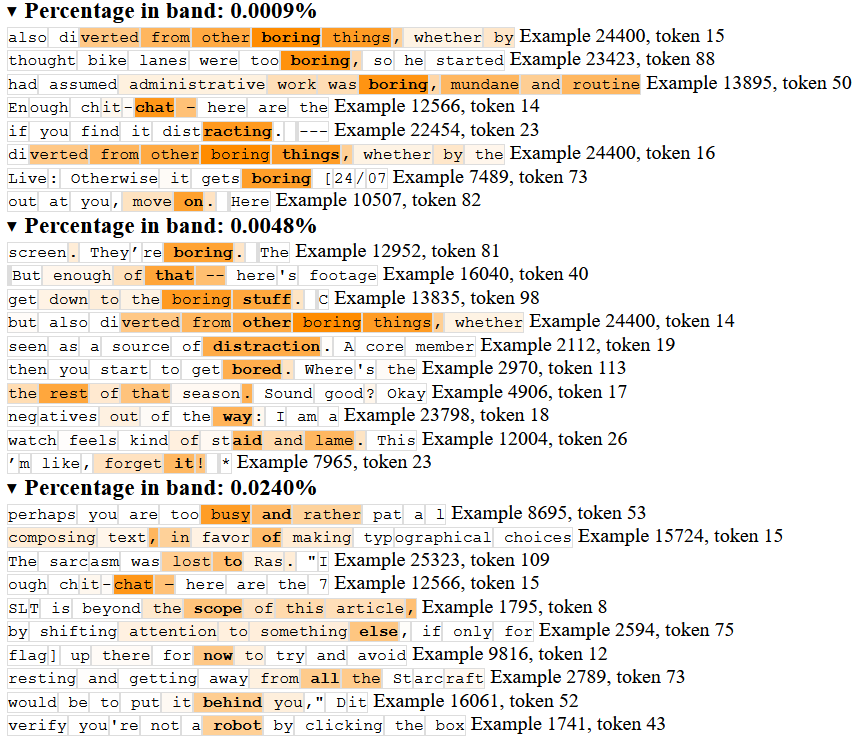 ▼ Percentage in band: 0.0009%
also diverted from other boring things, whether by Example 24400, token 15
thought bike lanes were too boring, so he started Example 23423, token 88
had assumed administrative work was boring, mundane and routine Example 13895, token 50
Enough chit-chat – here are the Example 12566, token 14
if you find it distracting. --- Example 22454, token 23
diverted from other boring things, whether by the Example 24400, token 16
Live: Otherwise it gets boring [24/07 Example 7489, token 73
out at you, move on. Here Example 10507, token 82
▼ Percentage in band: 0.0048%
screen. They’re boring. The Example 12952, token 81
But enough of that -- here's footage Example 16040, token 40
get down to the boring stuff. C Example 13835, token 98
but also diverted from other boring things, whether Example 24400, token 14
seen as a source of distraction. A core member Example 2112, token 19
then you start to get bored. Where's the Example 2970, token 113
the rest of that season. Sound good? Okay Example 4906, token 17
negatives out of the way: I am a Example 23798, token 18
watch feels kind of staid and lame. This Example 12004, token 26
’m like, forget it! * Example 7965, token 23
▼ Percentage in band: 0.0240%
perhaps you are too busy and rather pat a l Example 8695, token 53
composing text, in favor of making typographical choices Example 15724, token 15
The sarcasm was lost to Ras. "I Example 25323, token 109
ough chit-chat – here are the 7 Example 12566, token 15
SLT is beyond the scope of this article, Example 1795, token 8
by shifting attention to something else, if only for Example 2594, token 75
flag] up there for now to try and avoid Example 9816, token 12
resting and getting away from all the Starcraft Example 2789, token 73
would be to put it behind you," Dit Example 16061, token 52
verify you're not a robot by clicking the box Example 1741, token 43